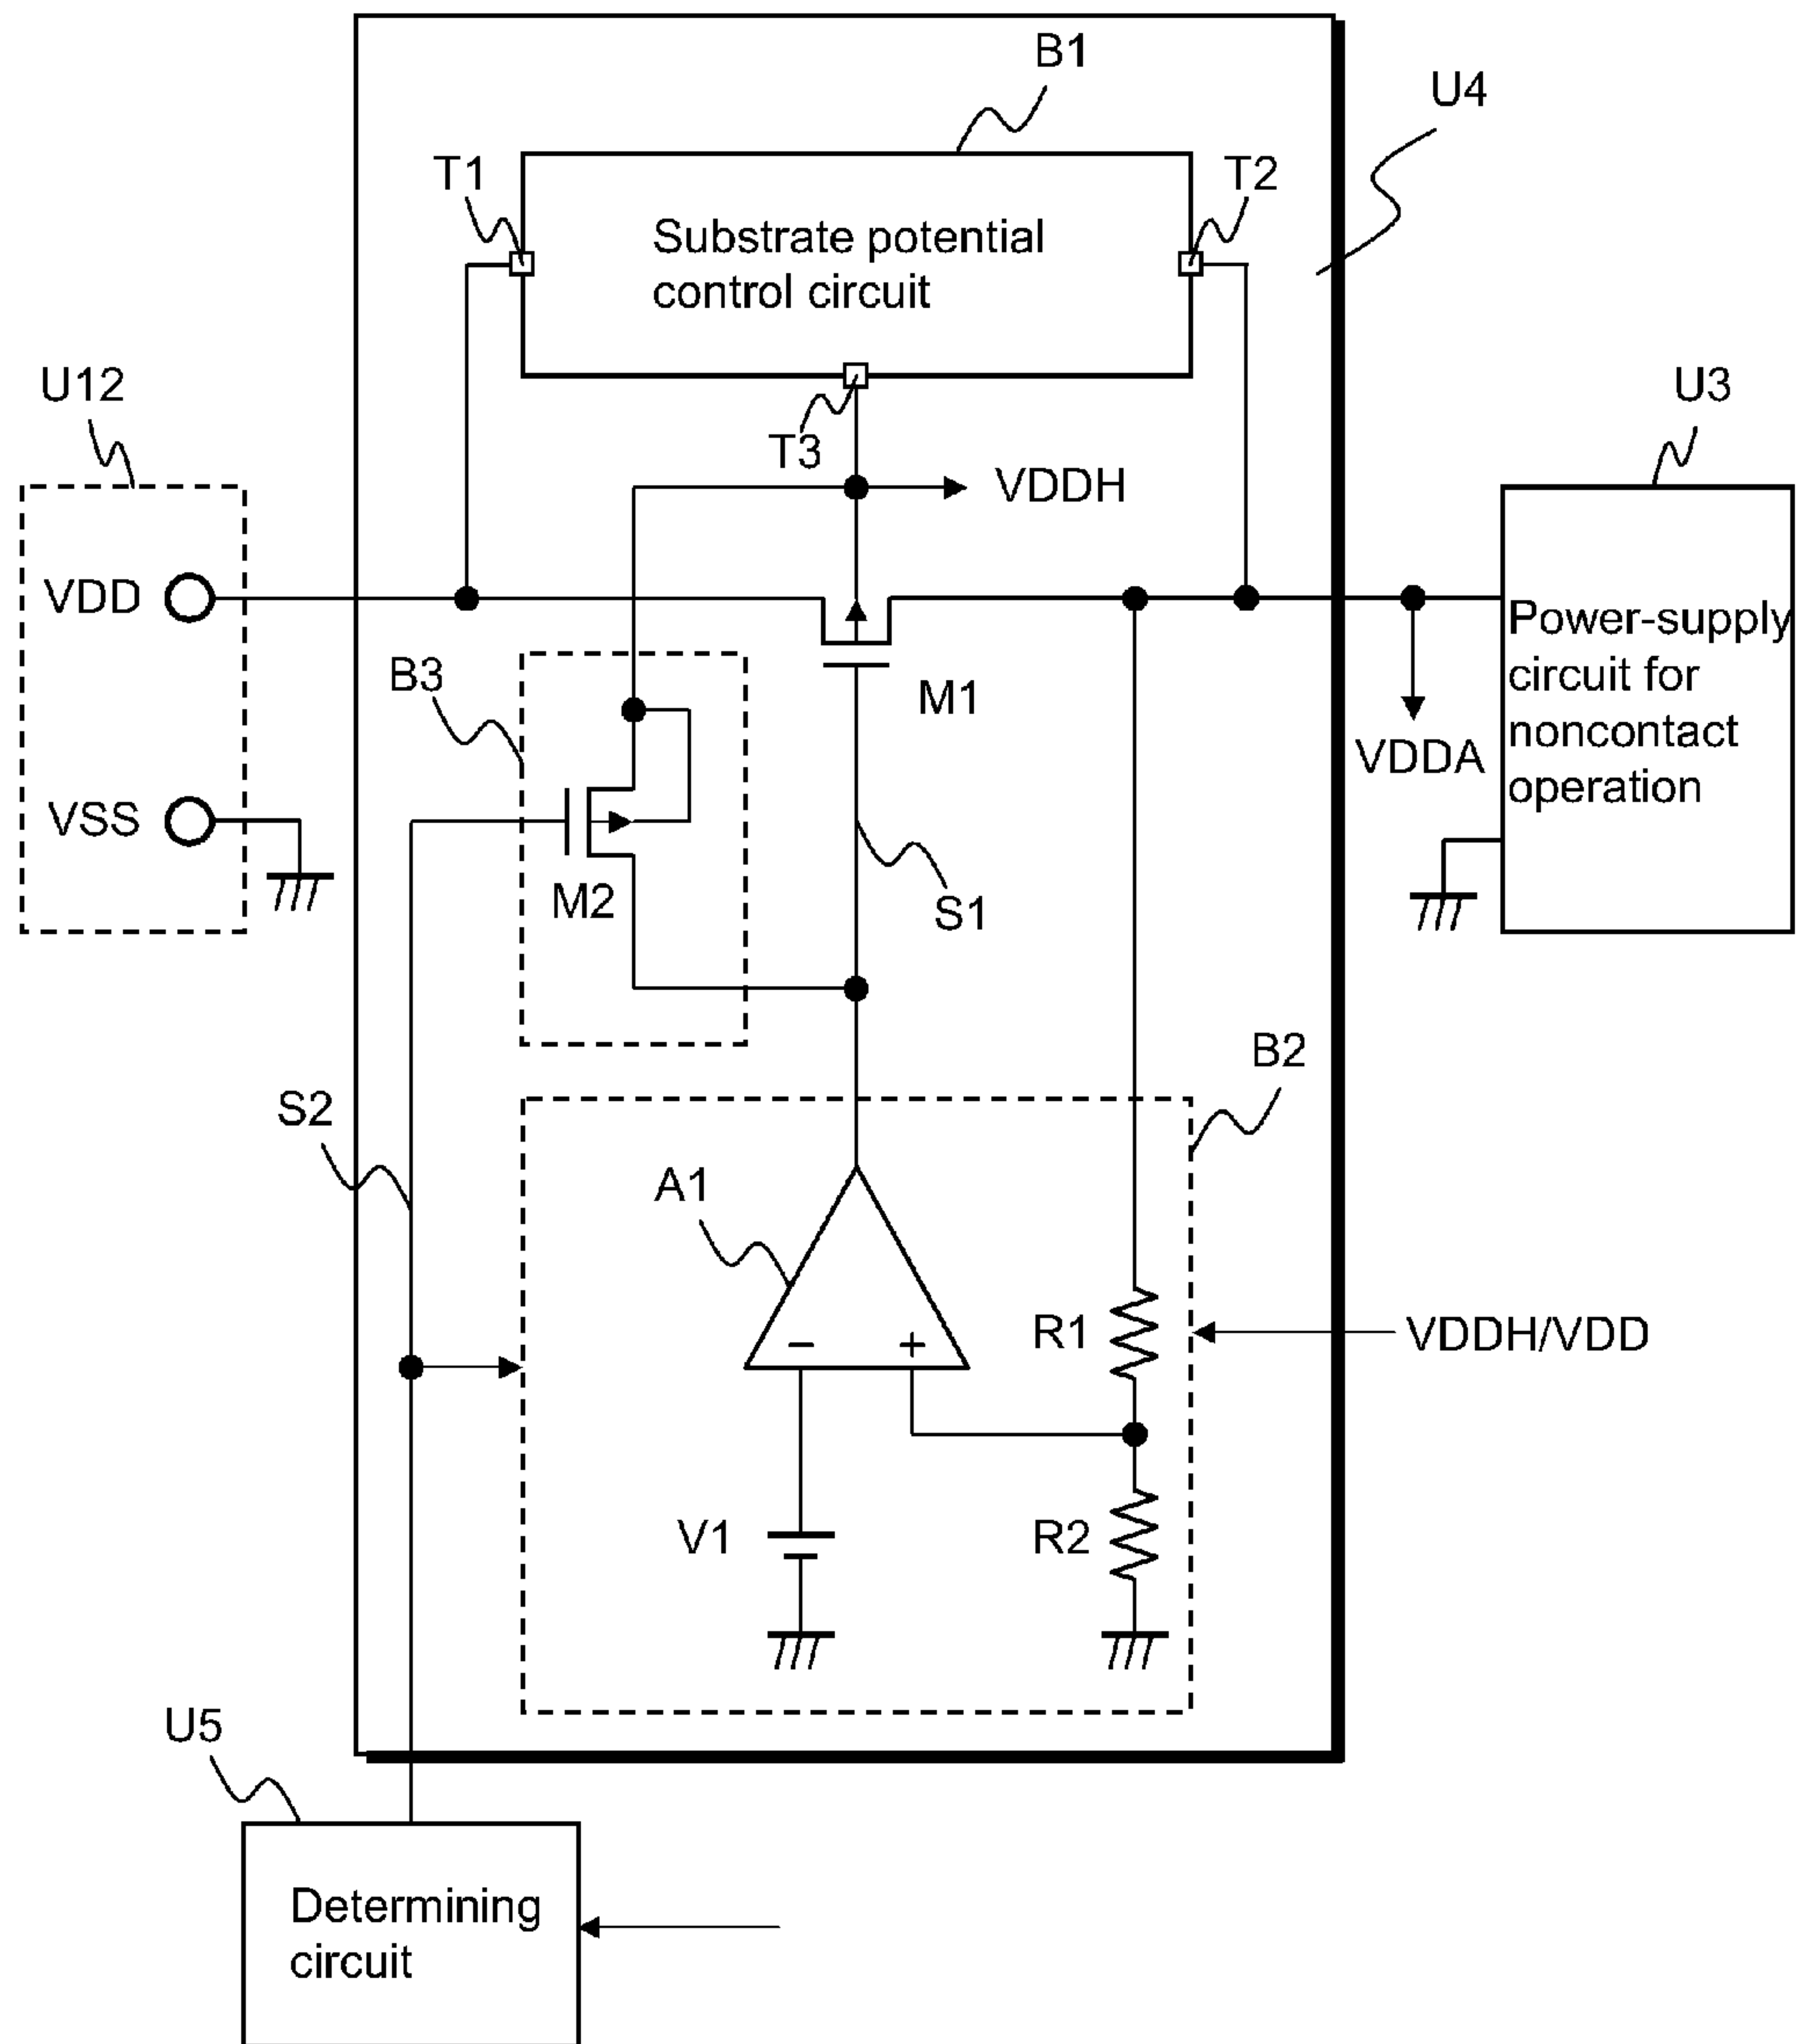 B1
U4
T1
T2
Substrate potential
control circuit
U12
U3
T3
VDDH
VDD
Power-supply
circuit for
noncontact
operation
B3
M1
VDDA
VSS
M2
S1
B2
S2
A1
−
+
R1
VDDH/VDD
V1
R2
U5
Determining
circuit